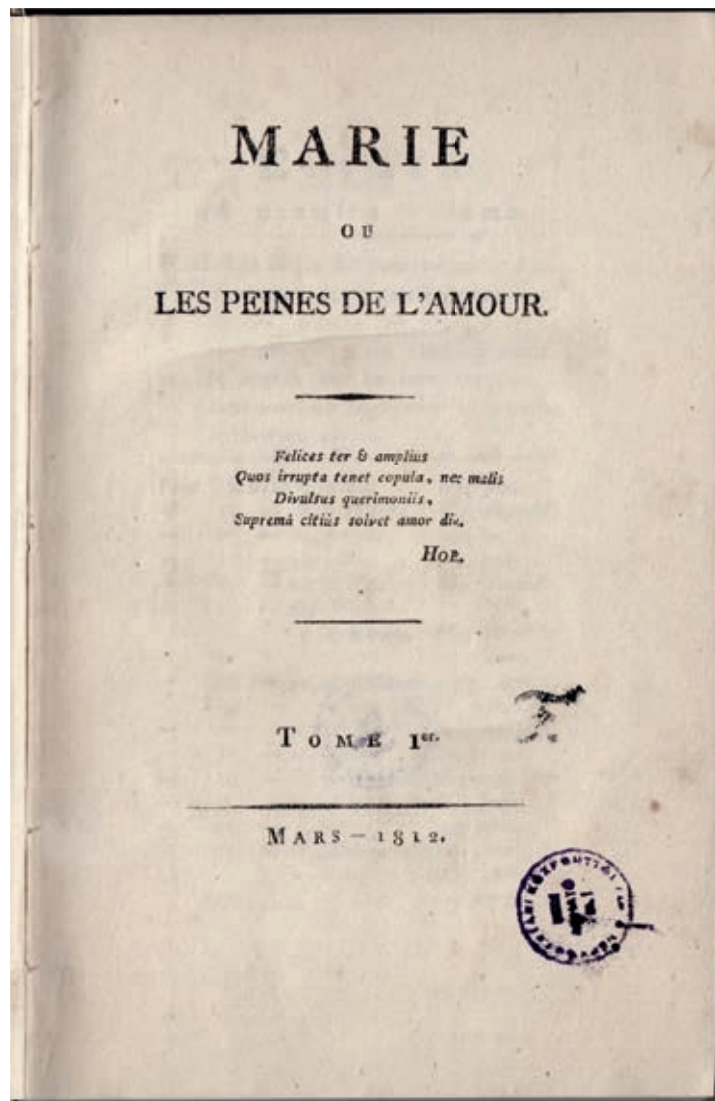 MARIE
OU
LES PEINES DE L'AMOUR.
Felices ter & amplius
Quos irrupta tenet copula, nec malis
Divulsus querimoniis,
Supremâ citiùs solvet amor die.
HOR.
TOME Ier.
MARS — 1812.